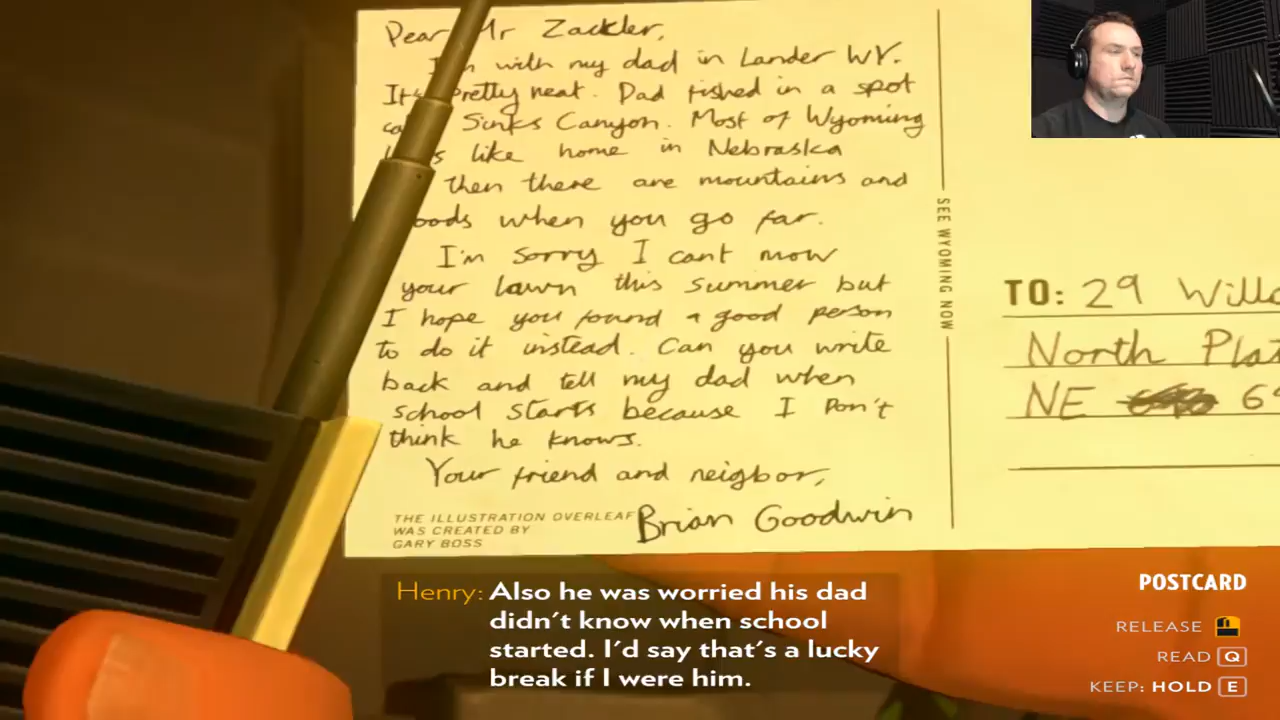 Dear Mr Zackler,
with my dad in Lander WY.
pretty neat. Dad fished in a spot
Sinks Canyon. Most of Wyoming
like home in Nebraska
then there are mountains and
when you go far.
I'm sorry I cant mow
your lawn this summer but
I hope you found a good person
to do it instead. Can you write
back and tell my dad when
school starts because I Don't
think he knows.
Your friend and neigbor,
Brian Goodwin
THE ILLUSTRATION OVERLEAF
WAS CREATED BY
GARY BOSS
SEE WYOMING NOW
TO: 29
North
NE
Henry: Also he was worried his dad
didn't know when school
started. I'd say that's a lucky
break if I were him.
POSTCARD
RELEASE
READ Q
KEEP: HOLD E